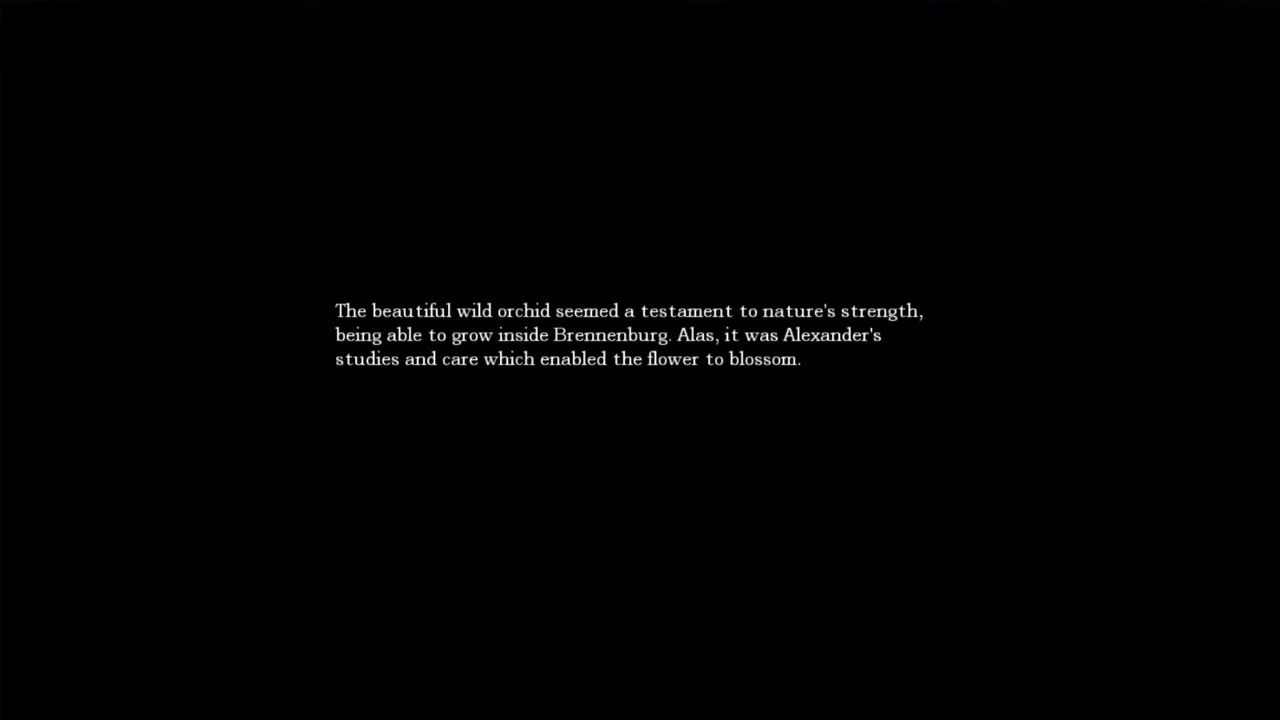 The beautiful wild orchid seemed a testament to nature's strength,
being able to grow inside Brennenburg. Alas, it was Alexander's
studies and care which enabled the flower to blossom.